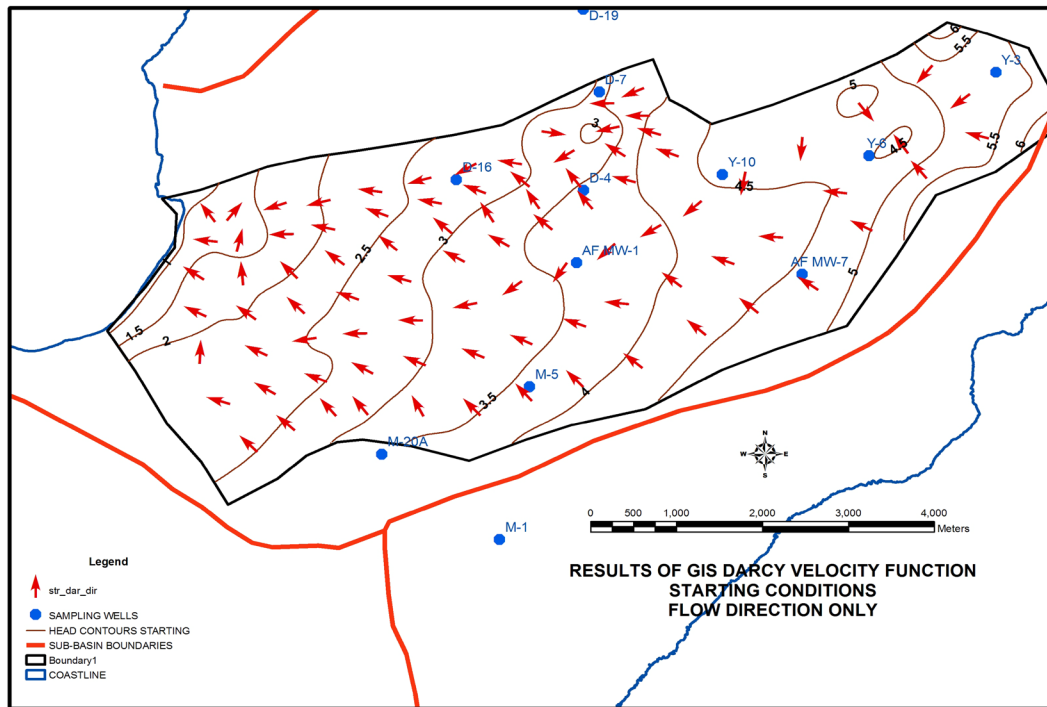 D-19
6
5.5
Y-3
D-7
5
3
Y-6
4.5
5.5
6
D-16
Y-10
D-4
4.5
3
2.5
AF MW-1
1
AF MW-7
5
1.5
2
M-5
3.5
4
M-20A
N
W E
S
M-1
0 500 1,000 2,000 3,000 4,000
Meters
Legend
str_dar_dir
SAMPLING WELLS
HEAD CONTOURS STARTING
SUB-BASIN BOUNDARIES
Boundary1
COASTLINE
RESULTS OF GIS DARCY VELOCITY FUNCTION
STARTING CONDITIONS
FLOW DIRECTION ONLY